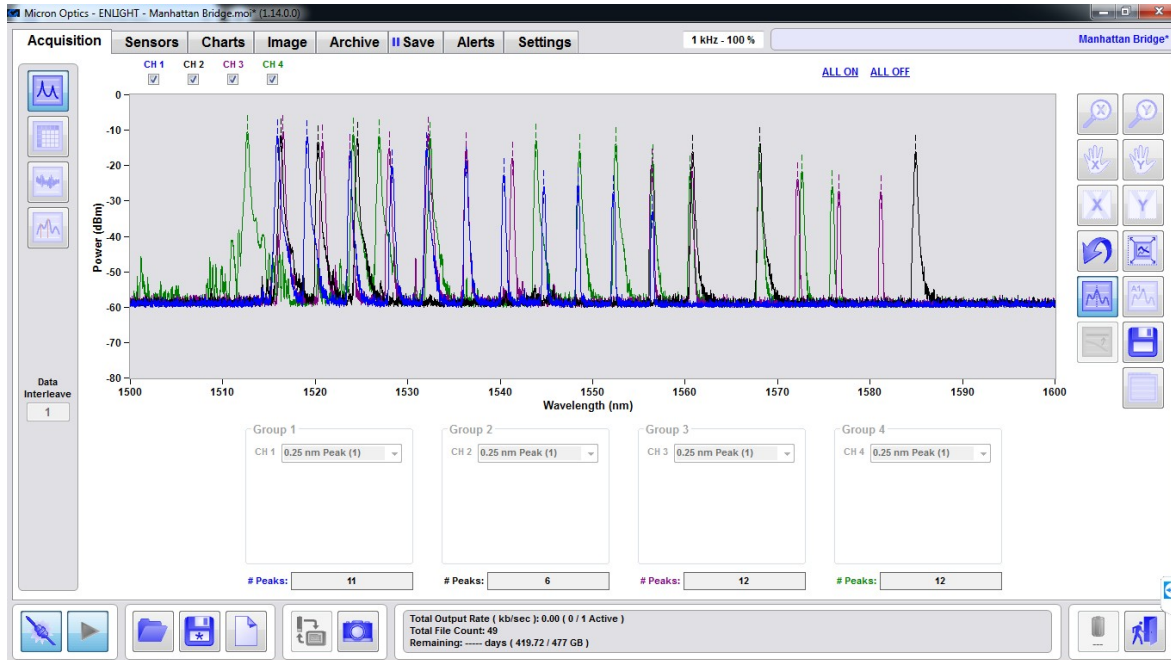 Micron Optics - ENLIGHT - Manhattan Bridge.moi* (1.14.0.0)
Acquisition Sensors Charts Image Archive Save Alerts Settings 1 kHz - 100 % Manhattan Bridge*
CH 1 CH 2 CH 3 CH 4
ALL ON ALL OFF
X Y
X Y
X Y
A1
Power (dBm)
0
-10
-20
-30
-40
-50
-60
-70
-80
1500 1510 1520 1530 1540 1550 1560 1570 1580 1590 1600
Wavelength (nm)
Data
Interleave
1
Group 1 Group 2 Group 3 Group 4
CH 1 0.25 nm Peak (1) CH 2 0.25 nm Peak (1) CH 3 0.25 nm Peak (1) CH 4 0.25 nm Peak (1)
# Peaks: 11 # Peaks: 6 # Peaks: 12 # Peaks: 12
Total Output Rate ( kb/sec ): 0.00 ( 0 / 1 Active )
Total File Count: 49
Remaining: ----- days ( 419.72 / 477 GB )
----